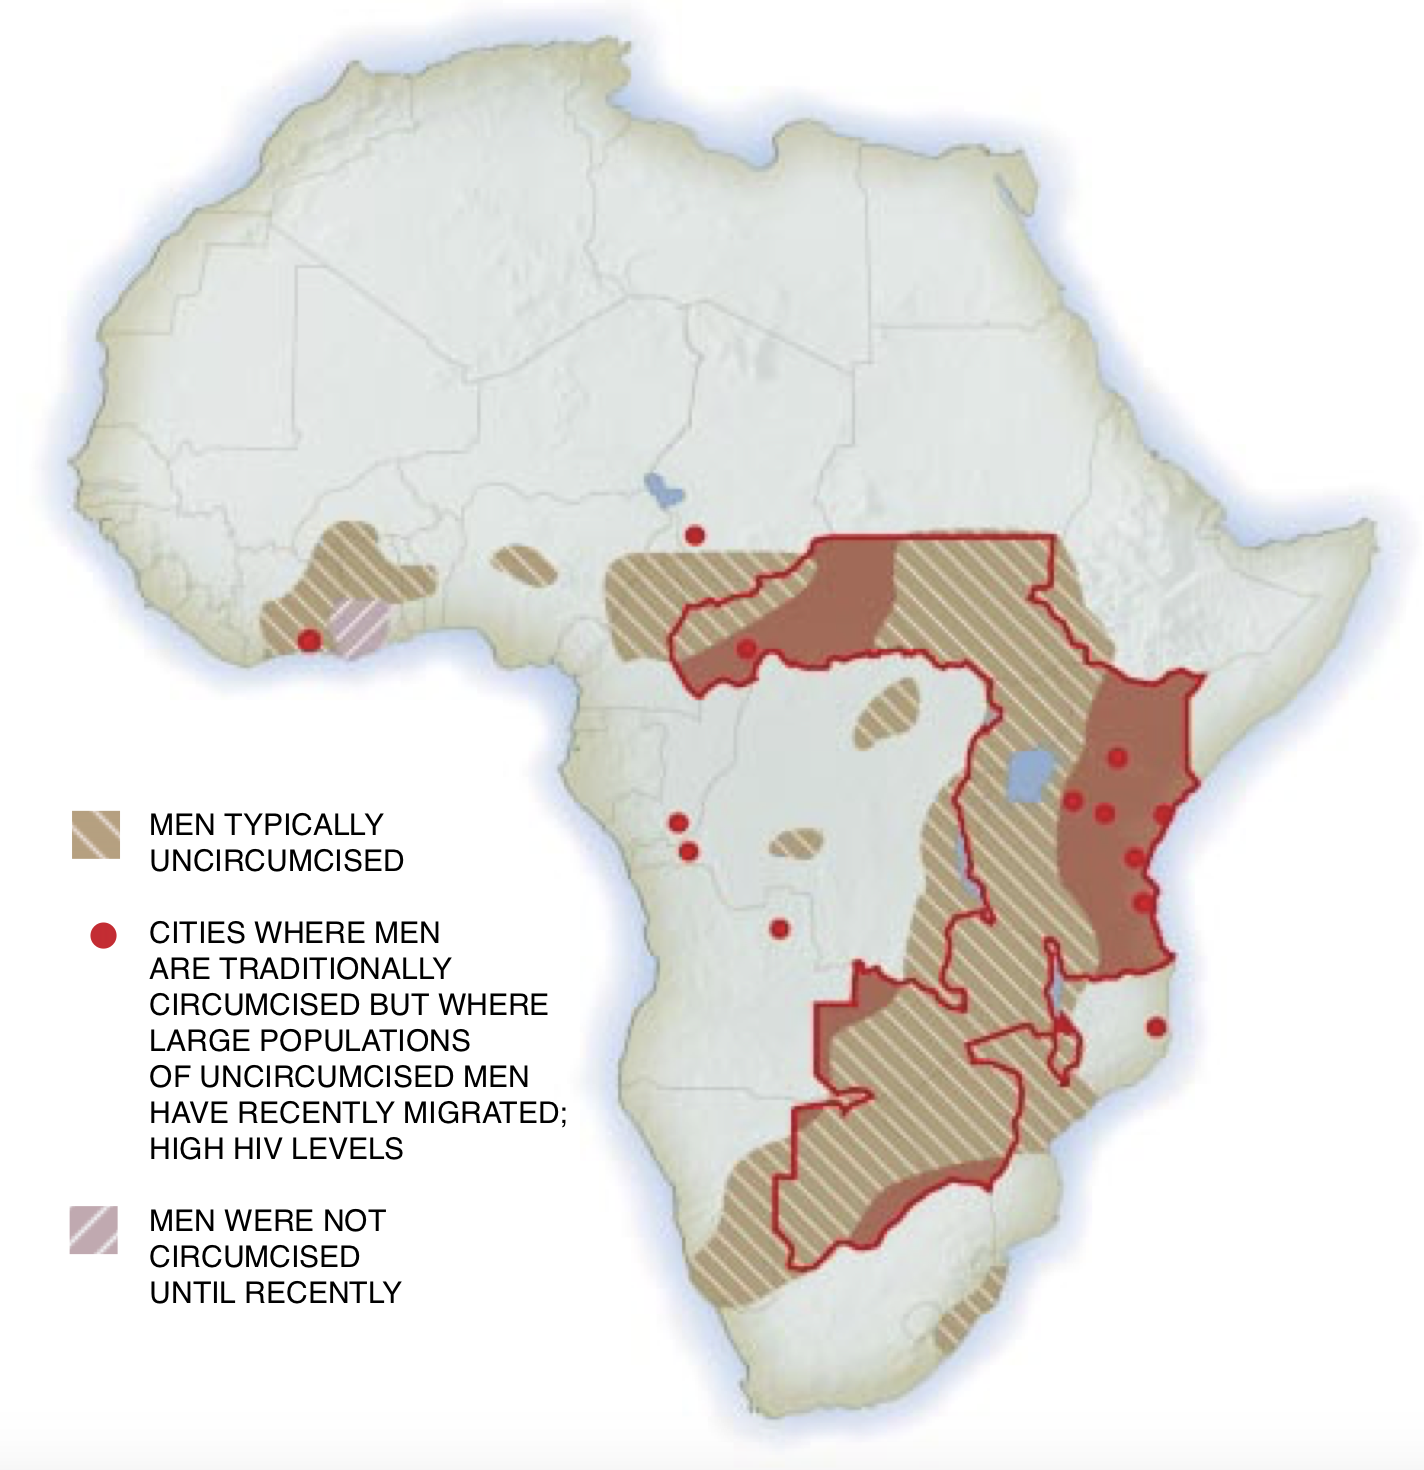 MEN TYPICALLY
UNCIRCUMCISED
CITIES WHERE MEN
ARE TRADITIONALLY
CIRCUMCISED BUT WHERE
LARGE POPULATIONS
OF UNCIRCUMCISED MEN
HAVE RECENTLY MIGRATED;
HIGH HIV LEVELS
MEN WERE NOT
CIRCUMCISED
UNTIL RECENTLY